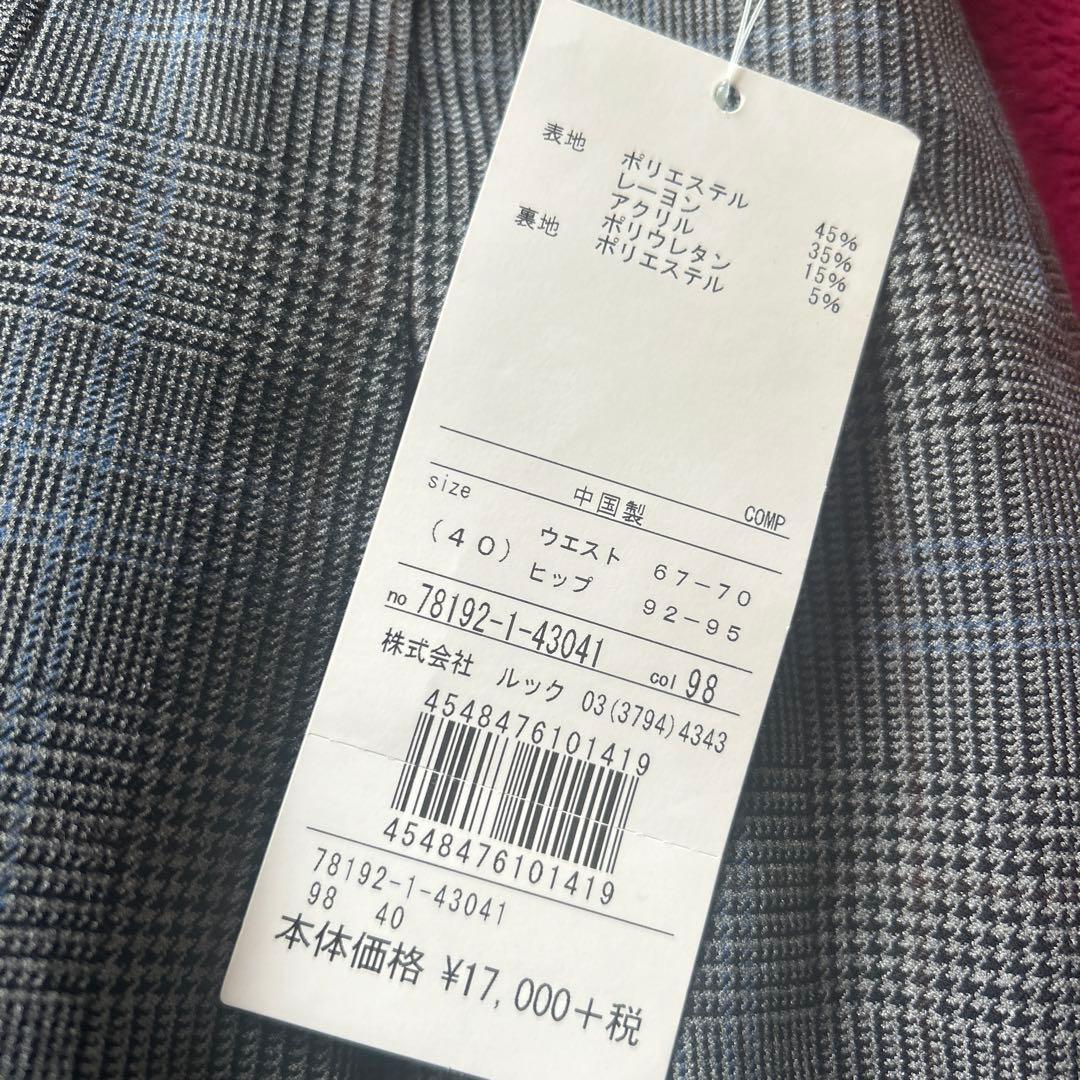 表地 ポリエステル 45%
レーヨン 35%
アクリル 15%
ポリウレタン 5%
裏地 ポリエステル
中国製 COMP
size
(40) ウエスト 67-70
ヒップ 92-95
no 78192-1-43041 col 98
株式会社 ルック 03(3794)4343
4548476101419
4548476101419
78192-1-43041
98 40
本体価格 ¥17,000+税